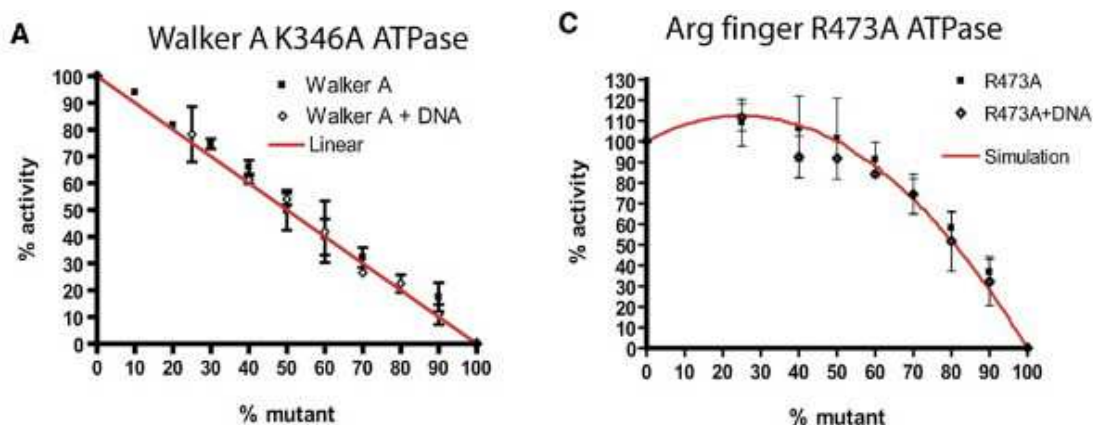 A
Walker A K346A ATPase
100
90
80
70
60
50
40
30
20
10
0
% activity
Walker A
Walker A + DNA
Linear
0 10 20 30 40 50 60 70 80 90 100
% mutant
C
Arg finger R473A ATPase
130
120
110
100
90
80
70
60
50
40
30
20
10
0
% activity
R473A
R473A+DNA
Simulation
0 10 20 30 40 50 60 70 80 90 100
% mutant